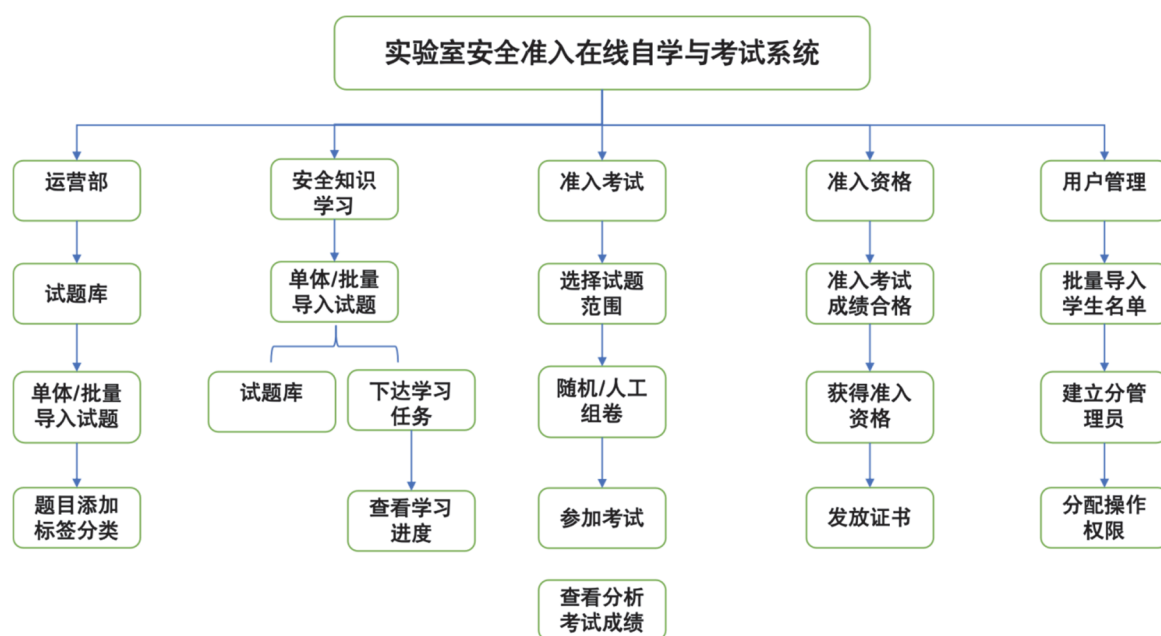 实验室安全准入在线自学与考试系统
运营部
安全知识
学习
准入考试
准入资格
用户管理
试题库
单体/批量
导入试题
选择试题
范围
准入考试
成绩合格
批量导入
学生名单
单体/批量
导入试题
试题库
下达学习
任务
随机/人工
组卷
获得准入
资格
建立分管
理员
题目添加
标签分类
查看学习
进度
参加考试
发放证书
分配操作
权限
查看分析
考试成绩